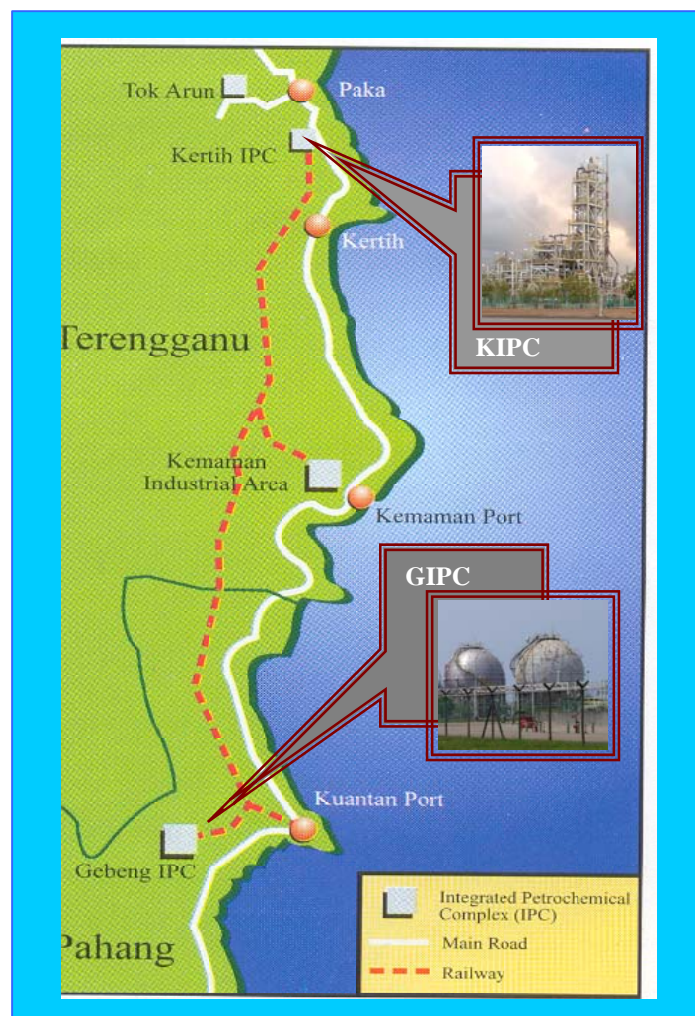 Tok Arun
Paka
Kertih IPC
Kertih
KIPC
Terengganu
Kemaman
Industrial Area
Kemaman Port
GIPC
Kuantan Port
Gebeng IPC
Pahang
Integrated Petrochemical
Complex (IPC)
Main Road
Railway